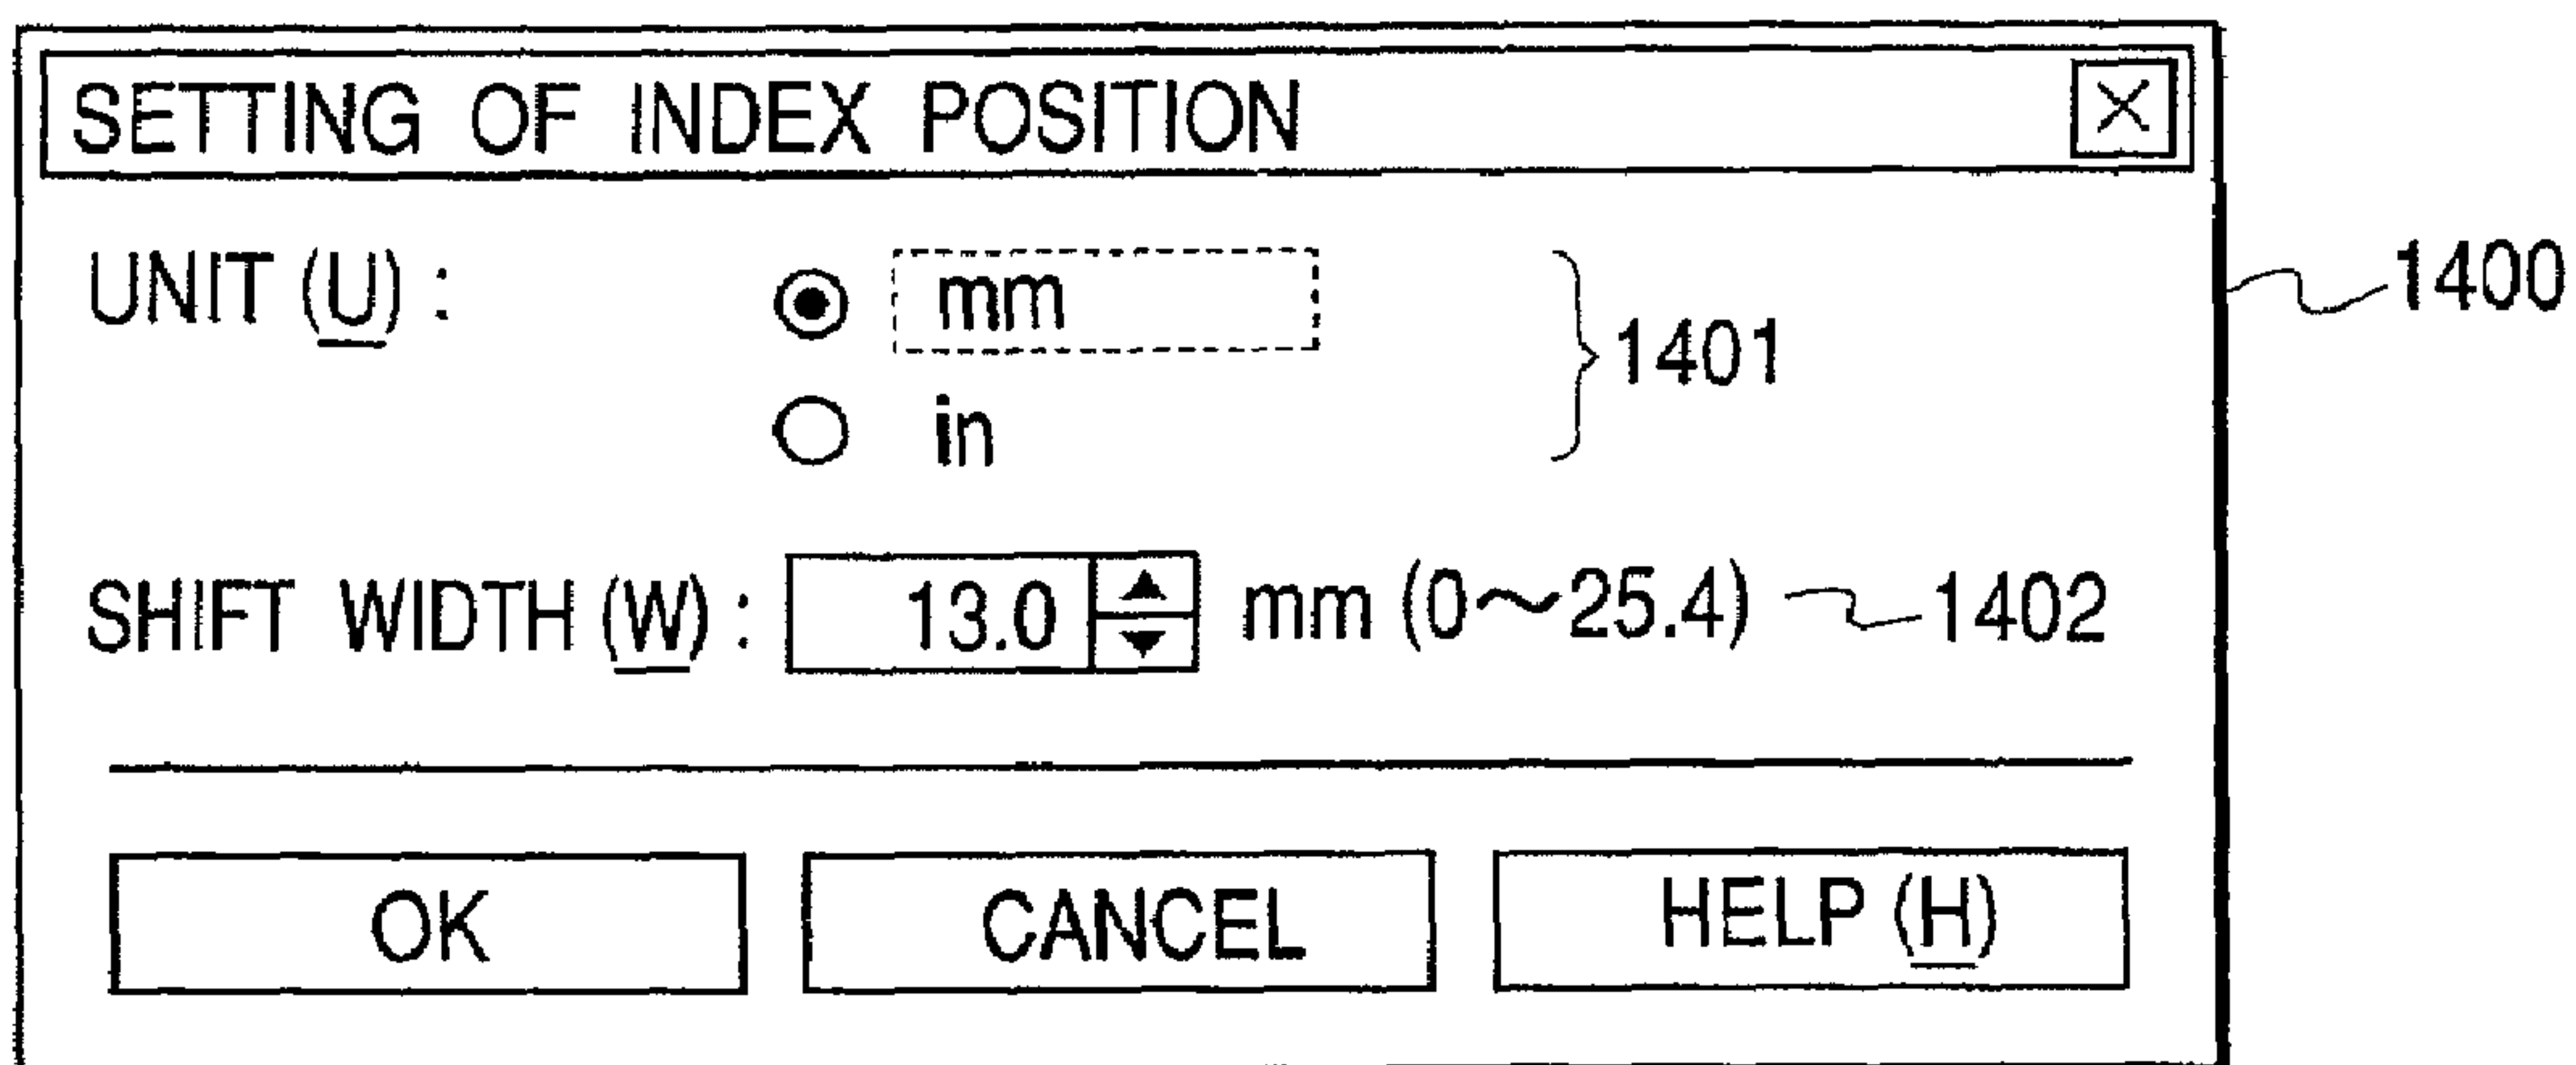 SETTING OF INDEX POSITION X
UNIT (U) : mm 1401 1400
in
SHIFT WIDTH (W) : 13.0 mm (0～25.4) 1402
OK CANCEL HELP (H)